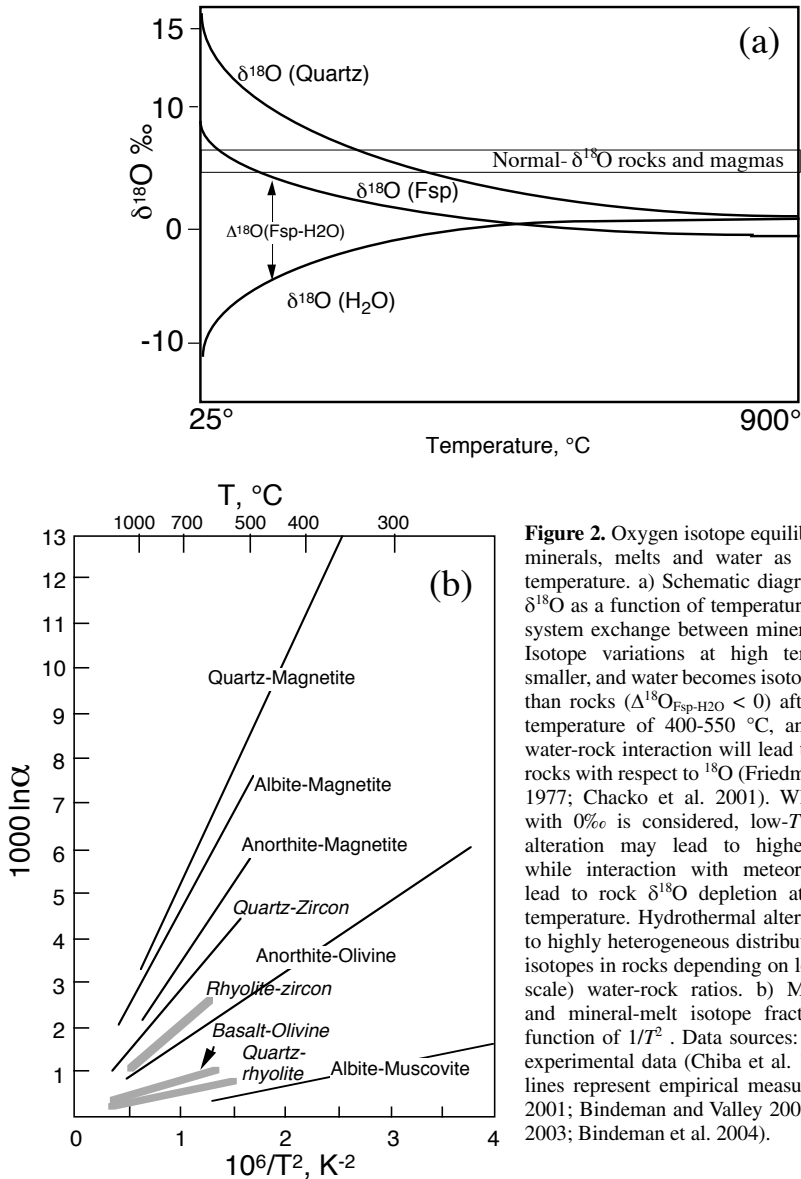 (a)
15
10
0
-10
δ¹⁸O ‰
δ¹⁸O (Quartz)
Normal- δ¹⁸O rocks and magmas
δ¹⁸O (Fsp)
Δ¹⁸O(Fsp-H2O)
δ¹⁸O (H₂O)
25°
900°
Temperature, °C
T, °C
1000 700 500 400 300
(b)
13
12
11
10
9
8
7
6
5
4
3
2
1
1000 lnα
Quartz-Magnetite
Albite-Magnetite
Anorthite-Magnetite
Quartz-Zircon
Anorthite-Olivine
Rhyolite-zircon
Basalt-Olivine
Quartz-
rhyolite
Albite-Muscovite
0 1 2 3 4
10⁶/T², K⁻²
Figure 2. Oxygen isotope equilib
minerals, melts and water as
temperature. a) Schematic diagr
δ¹⁸O as a function of temperatur
system exchange between miner
Isotope variations at high ter
smaller, and water becomes isoto
than rocks (Δ¹⁸O_Fsp-H2O < 0) aft
temperature of 400-550 °C, an
water-rock interaction will lead t
rocks with respect to ¹⁸O (Friedm
1977; Chacko et al. 2001). W
with 0‰ is considered, low-T
alteration may lead to higher
while interaction with meteor
lead to rock δ¹⁸O depletion at
temperature. Hydrothermal alter
to highly heterogeneous distribut
isotopes in rocks depending on l
scale) water-rock ratios. b) M
and mineral-melt isotope fract
function of 1/T² . Data sources:
experimental data (Chiba et al.
lines represent empirical measu
2001; Bindeman and Valley 200
2003; Bindeman et al. 2004).